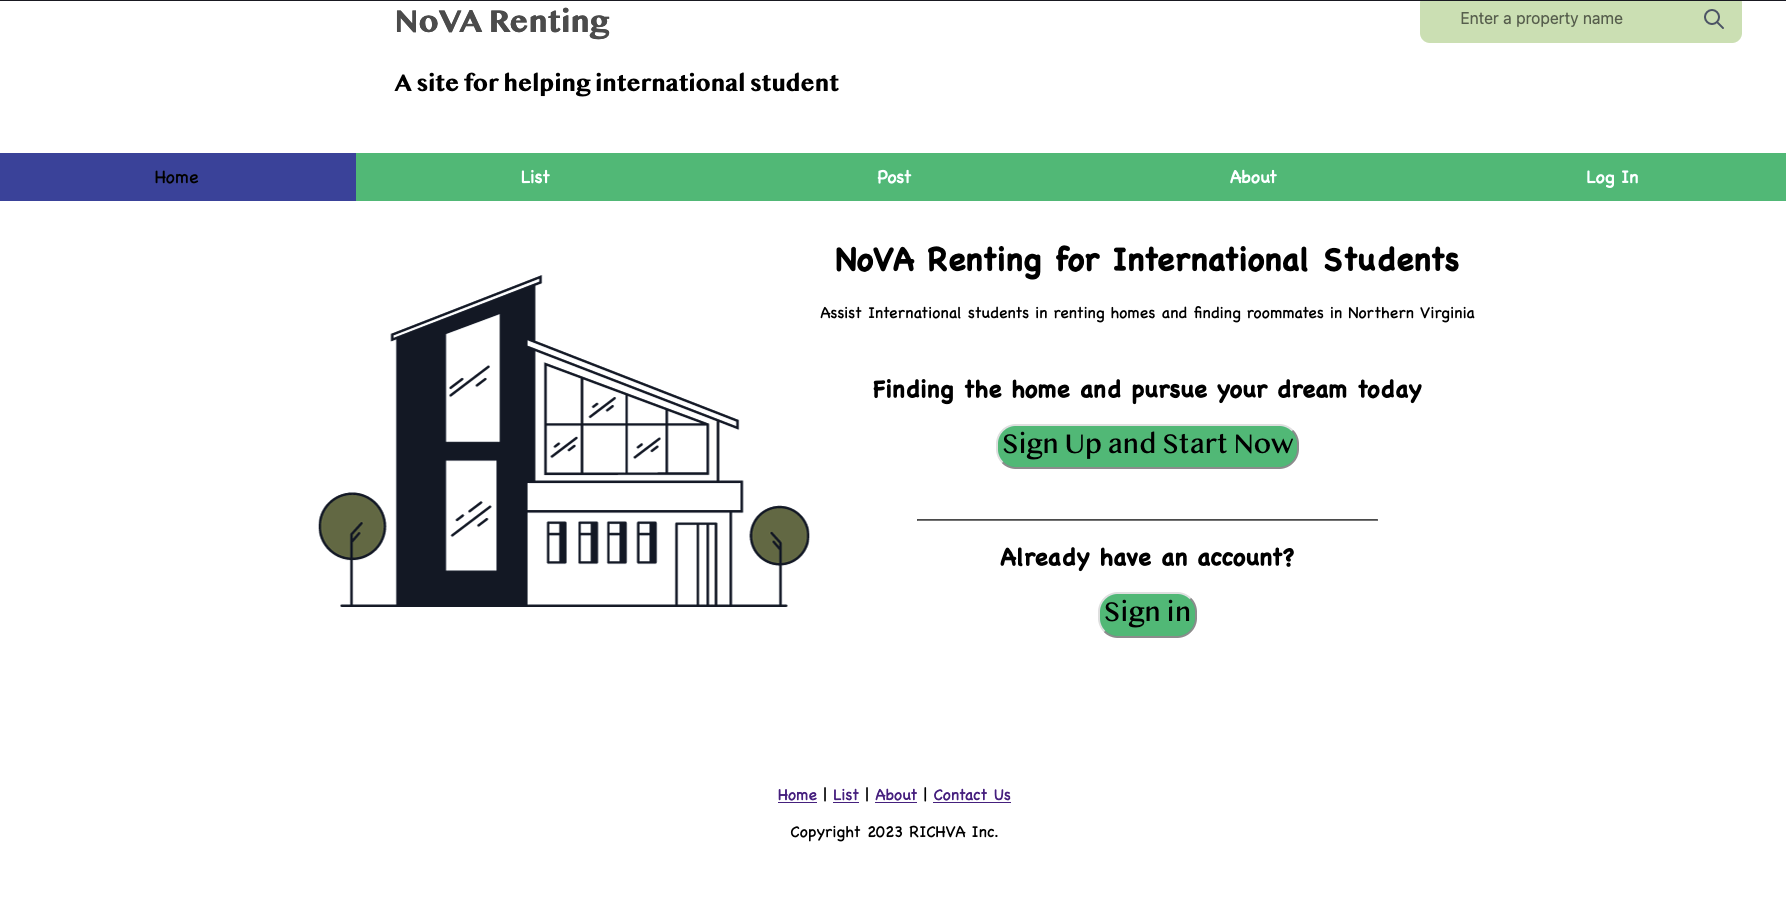 NoVA Renting
Enter a property name
A site for helping international student
Home List Post About Log In
NoVA Renting for International Students
Assist International students in renting homes and finding roommates in Northern Virginia
Finding the home and pursue your dream today
Sign Up and Start Now
Already have an account?
Sign in
Home | List | About | Contact Us
Copyright 2023 RICHVA Inc.